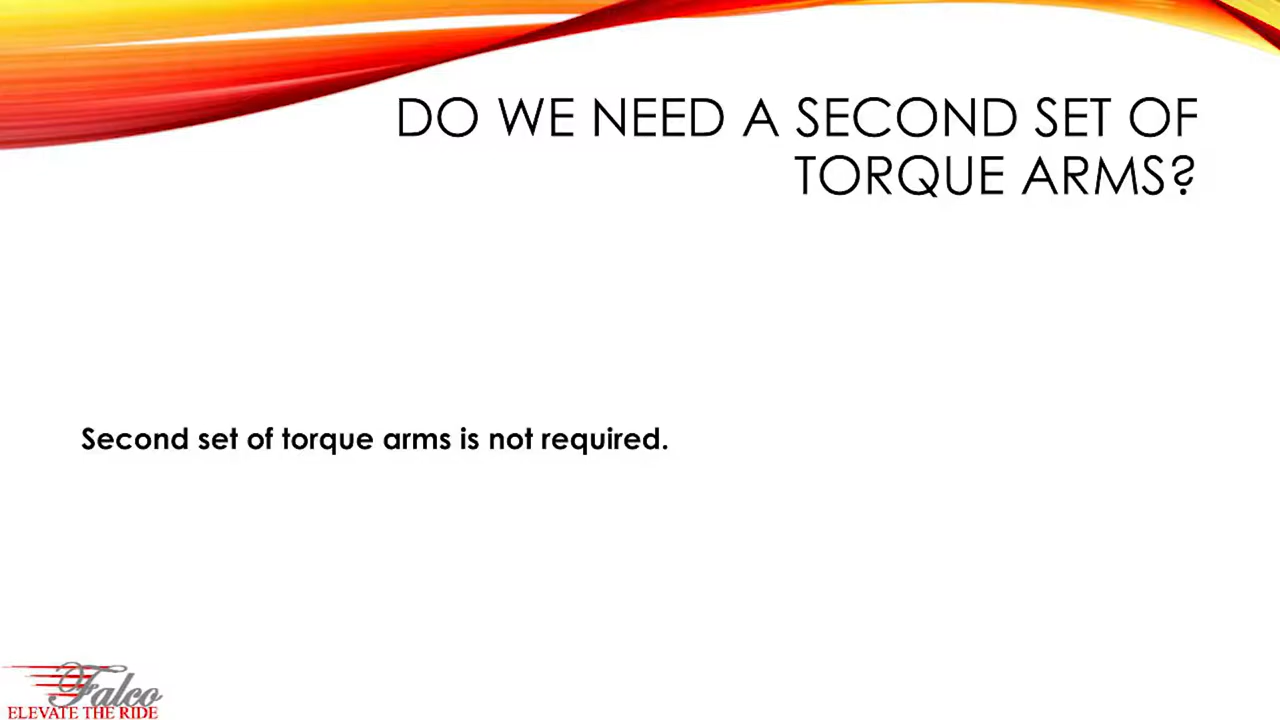 DO WE NEED A SECOND SET OF
TORQUE ARMS?
Second set of torque arms is not required.
Falco
ELEVATE THE RIDE